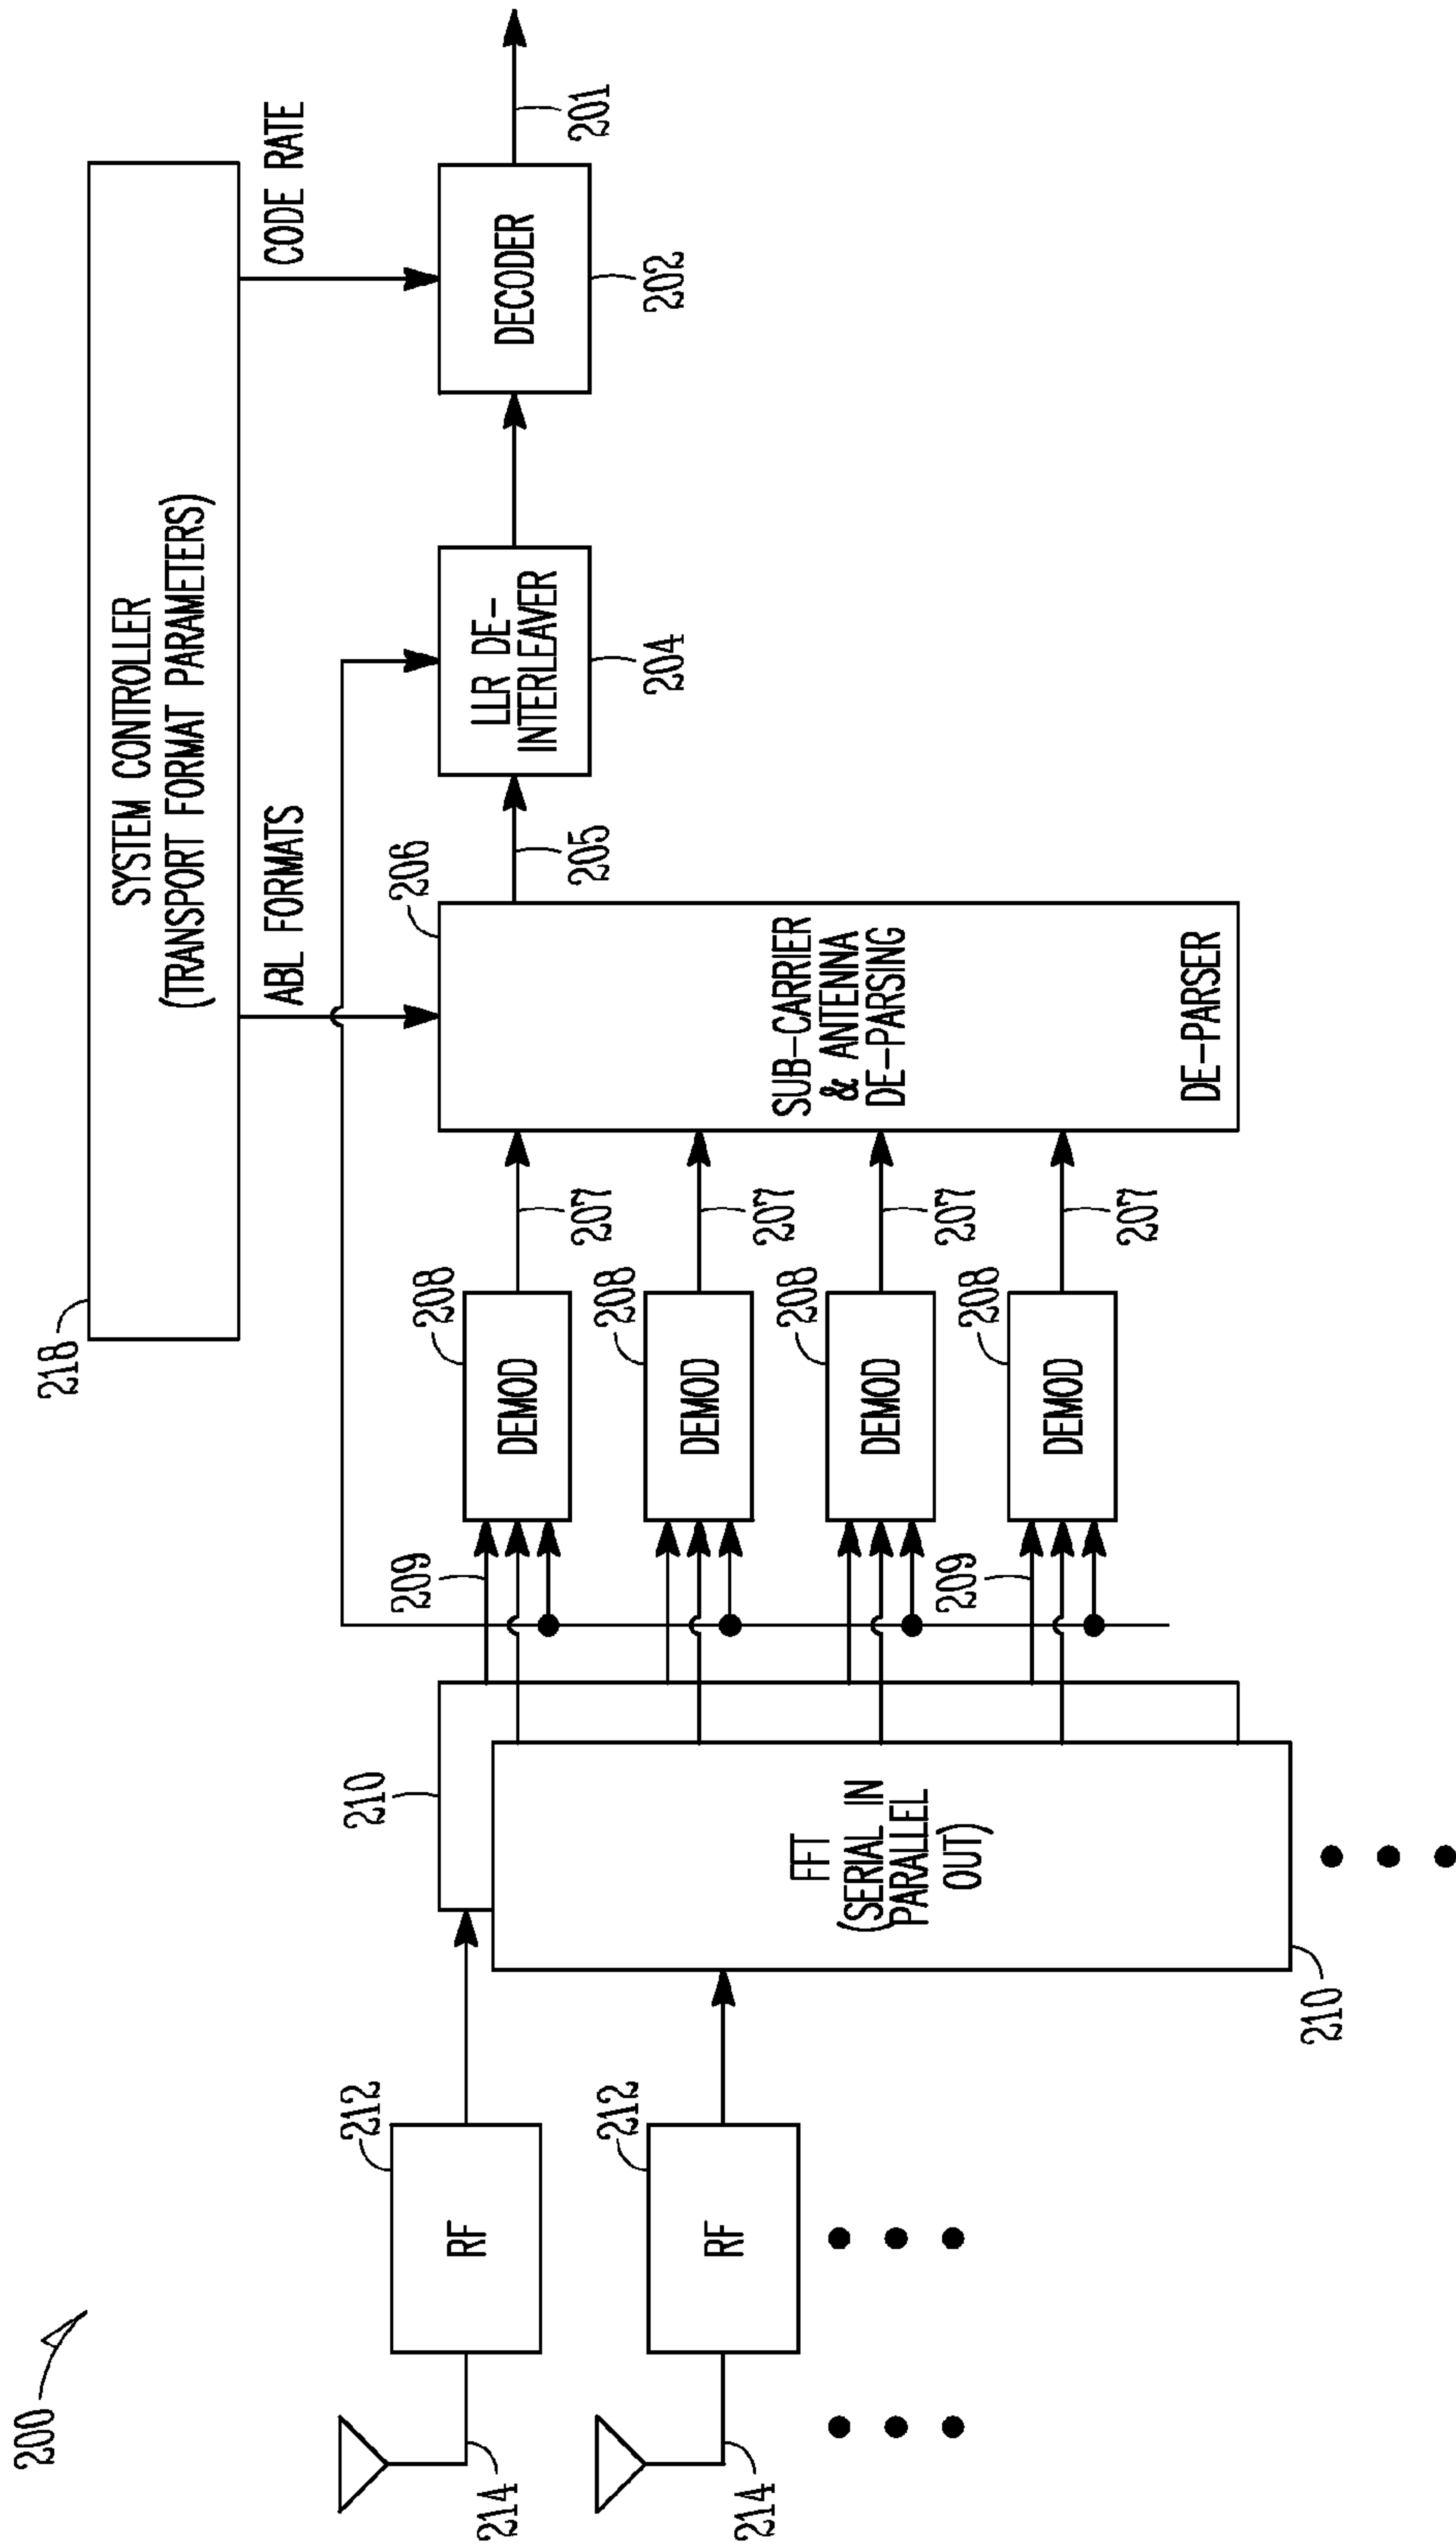 200
218
SYSTEM CONTROLLER
(TRANSPORT FORMAT PARAMETERS)
ABL FORMATS
CODE RATE
214
212
RF
214
212
RF
210
FFT
(SERIAL IN
PARALLEL
OUT)
210
209
209
208
DEMOD
207
208
DEMOD
207
208
DEMOD
207
208
DEMOD
207
206
SUB-CARRIER
& ANTENNA
DE-PARSING
DE-PARSER
205
LLR DE-
INTERLEAVER
204
DECODER
202
201